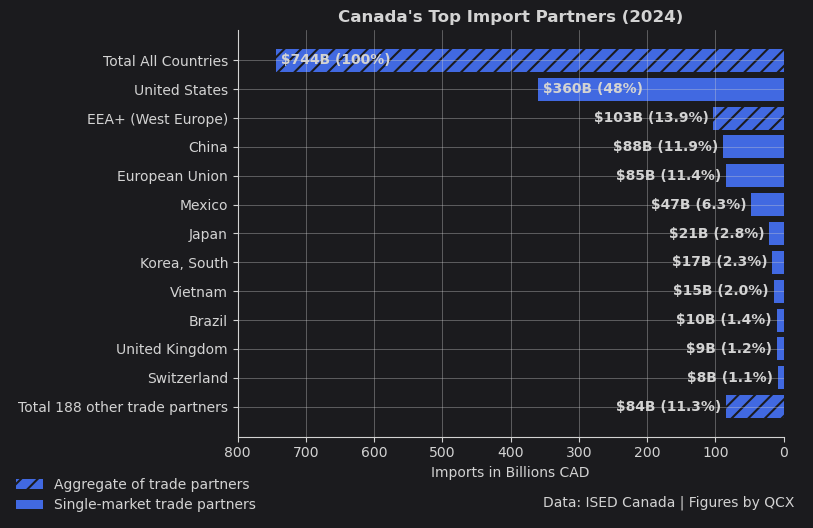 Canada's Top Import Partners (2024)
Total All Countries $744B (100%)
United States $360B (48%)
EEA+ (West Europe) $103B (13.9%)
China $88B (11.9%)
European Union $85B (11.4%)
Mexico $47B (6.3%)
Japan $21B (2.8%)
Korea, South $17B (2.3%)
Vietnam $15B (2.0%)
Brazil $10B (1.4%)
United Kingdom $9B (1.2%)
Switzerland $8B (1.1%)
Total 188 other trade partners $84B (11.3%)
800 700 600 500 400 300 200 100 0
Imports in Billions CAD
Aggregate of trade partners
Single-market trade partners
Data: ISED Canada | Figures by QCX